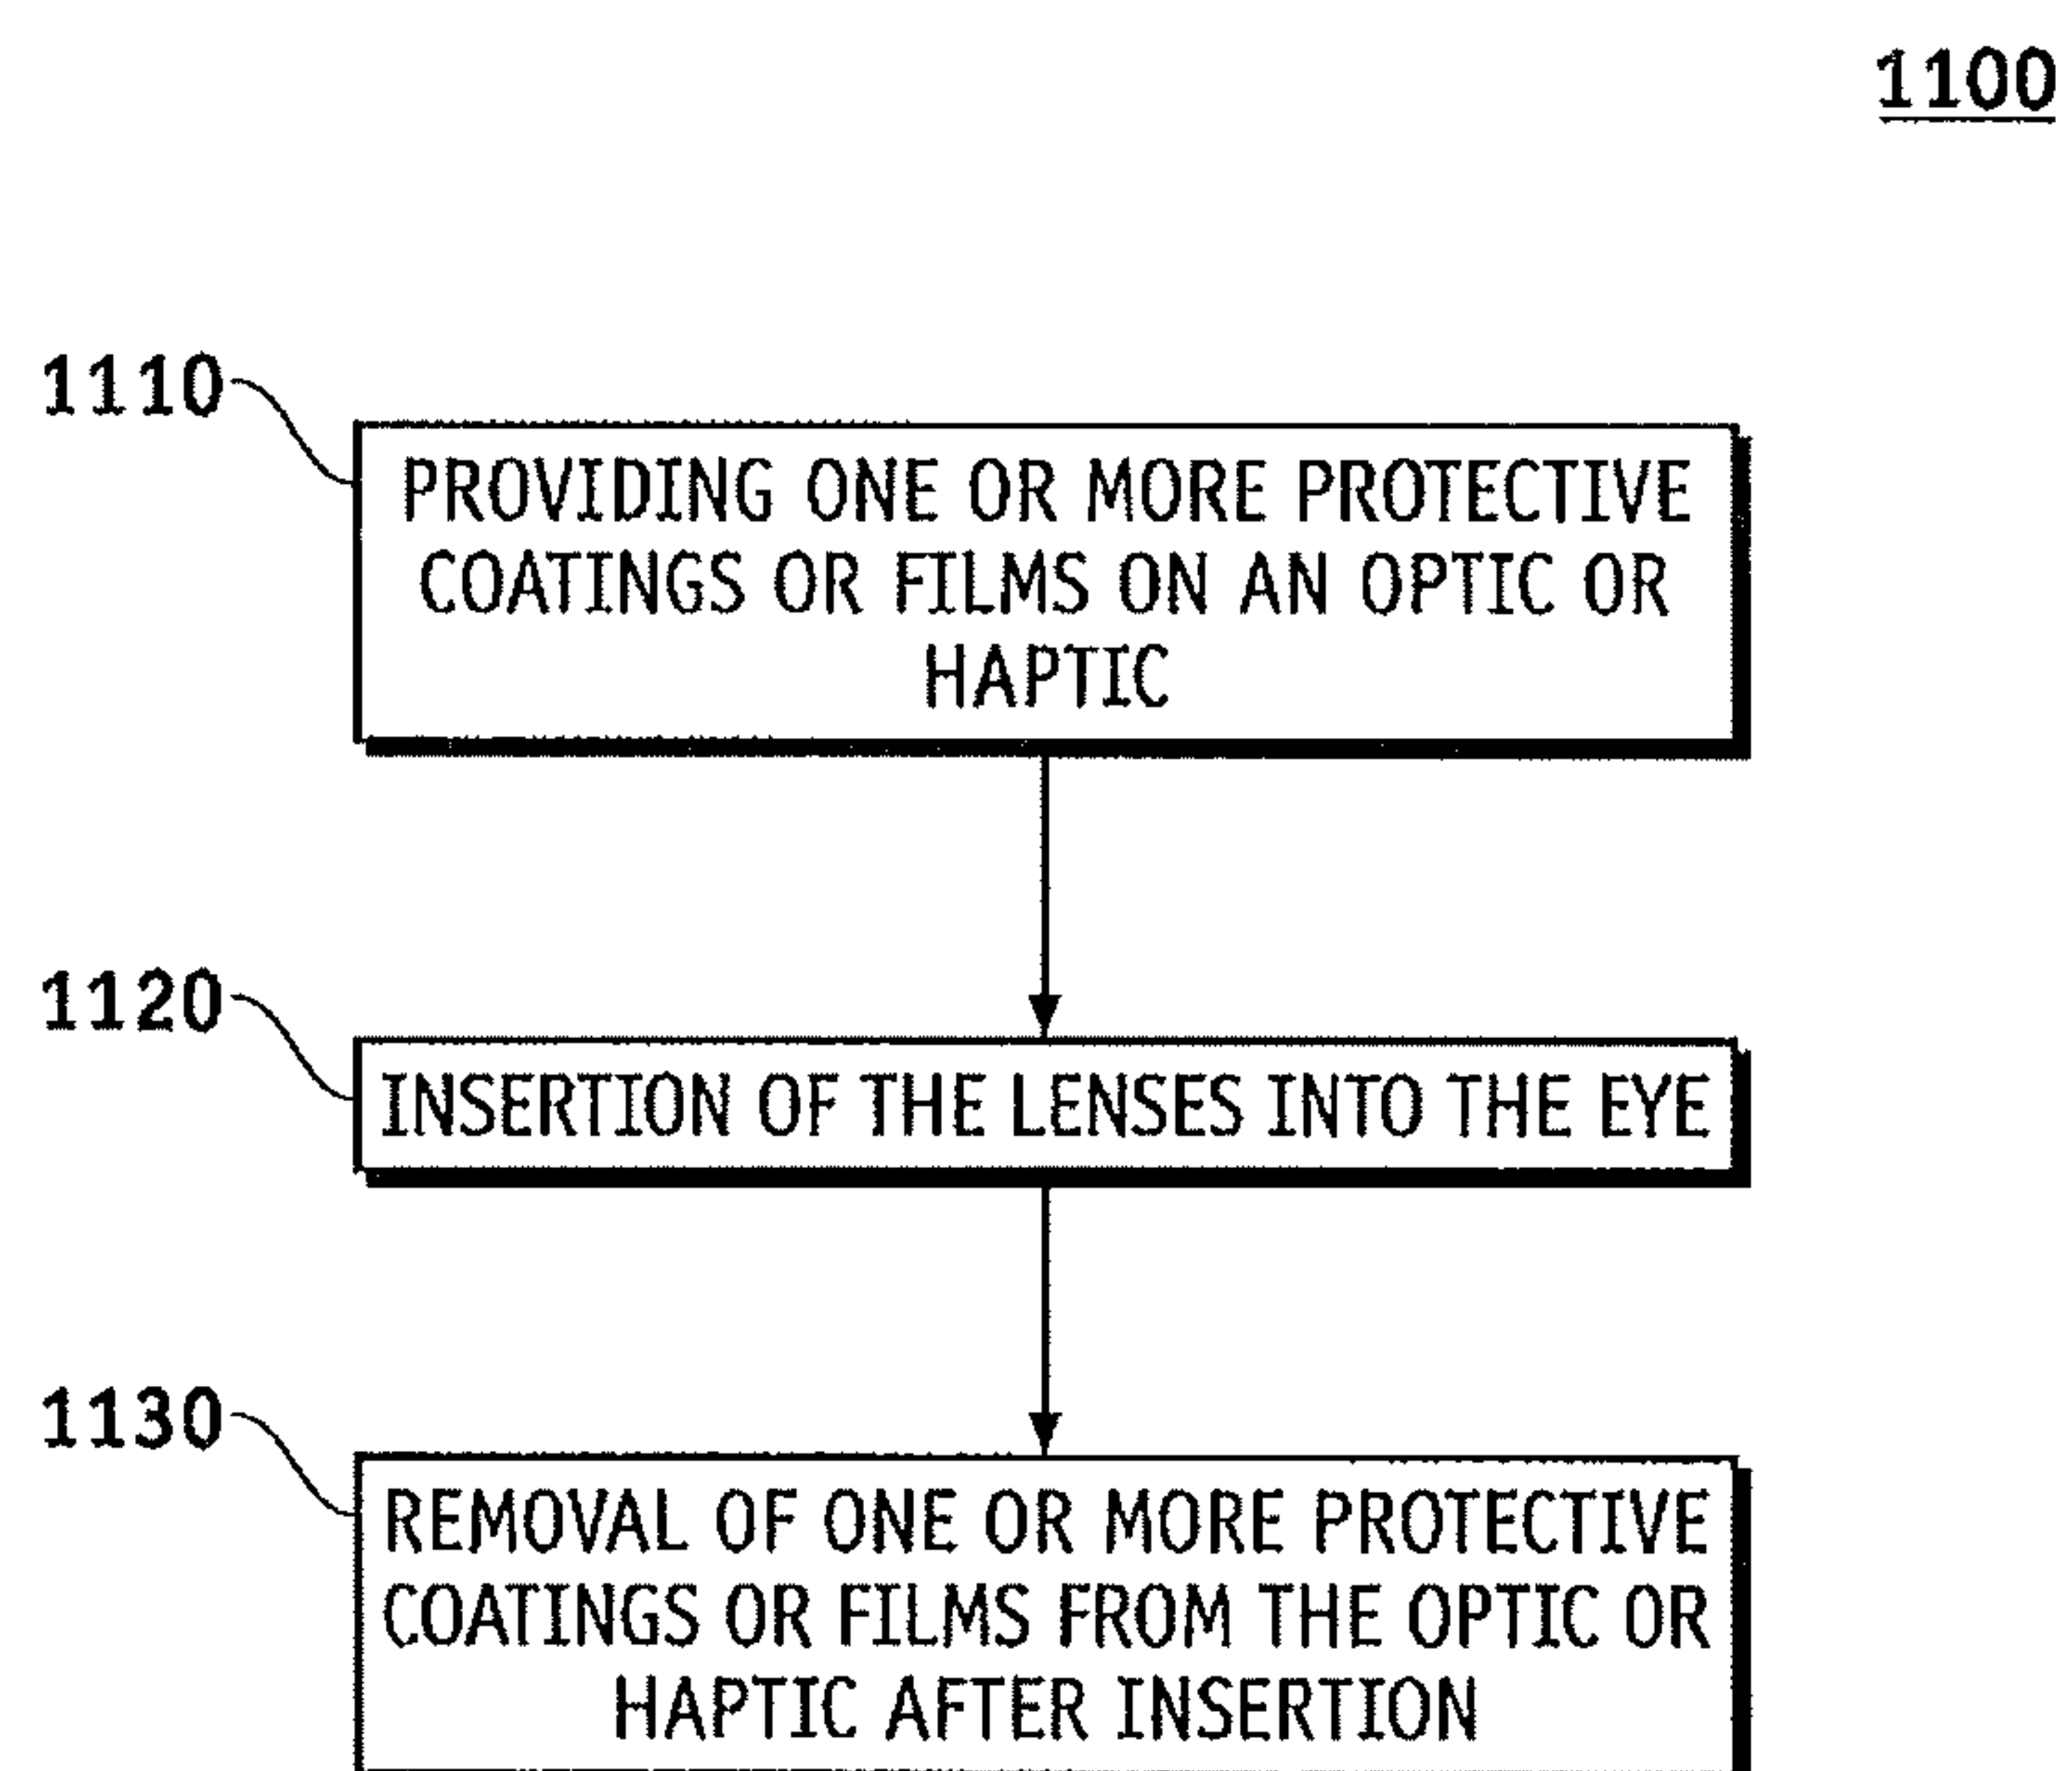 1100
1110
PROVIDING ONE OR MORE PROTECTIVE
COATINGS OR FILMS ON AN OPTIC OR
HAPTIC
1120
INSERTION OF THE LENSES INTO THE EYE
1130
REMOVAL OF ONE OR MORE PROTECTIVE
COATINGS OR FILMS FROM THE OPTIC OR
HAPTIC AFTER INSERTION